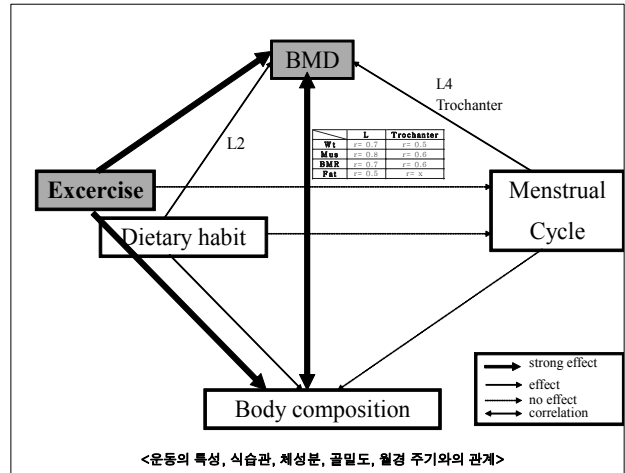 BMD
L4
Trochanter
L2
L Trochanter
Wt r= 0.7 r= 0.5
Mus r= 0.8 r= 0.6
BMR r= 0.7 r= 0.6
Fat r= 0.5 r= x
Excercise
Menstrual
Cycle
Dietary habit
strong effect
effect
no effect
correlation
Body composition
<운동의 특성, 식습관, 체성분, 골밀도, 월경 주기와의 관계>